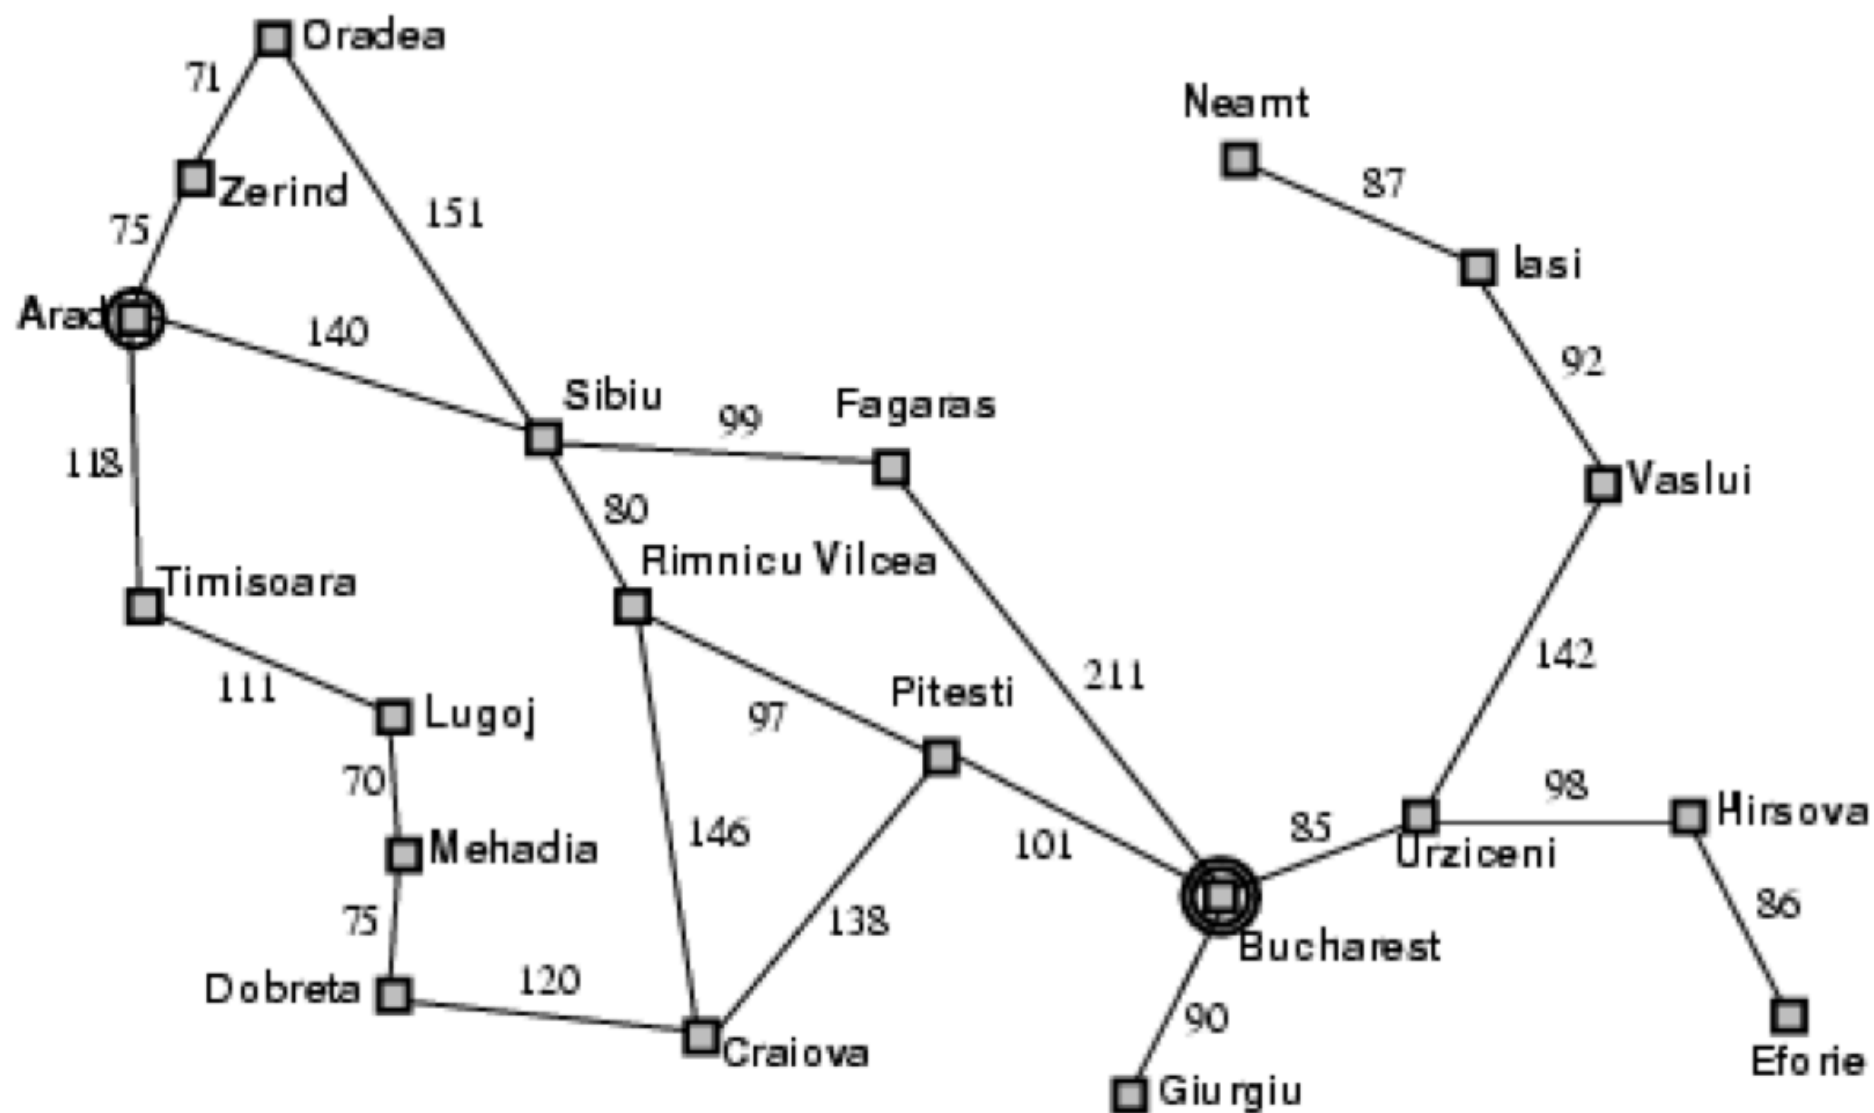 Oradea
71
Neamt
87
Zerind
151
75
Iasi
Arad
140
92
Sibiu
Fagaras
99
118
Vaslui
80
Rimnicu Vilcea
Timisoara
142
211
111
Pitesti
Lugoj
97
70
98
Hirsova
85
146
101
Mehadia
Urziceni
86
75
138
Bucharest
Dobreta
120
90
Craiova
Eforie
Giurgiu